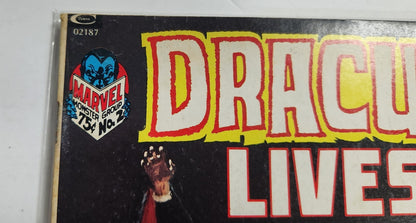 02187
DRACU
MARVEL
MONSTER GROUP
75¢ No. 2
LIVES